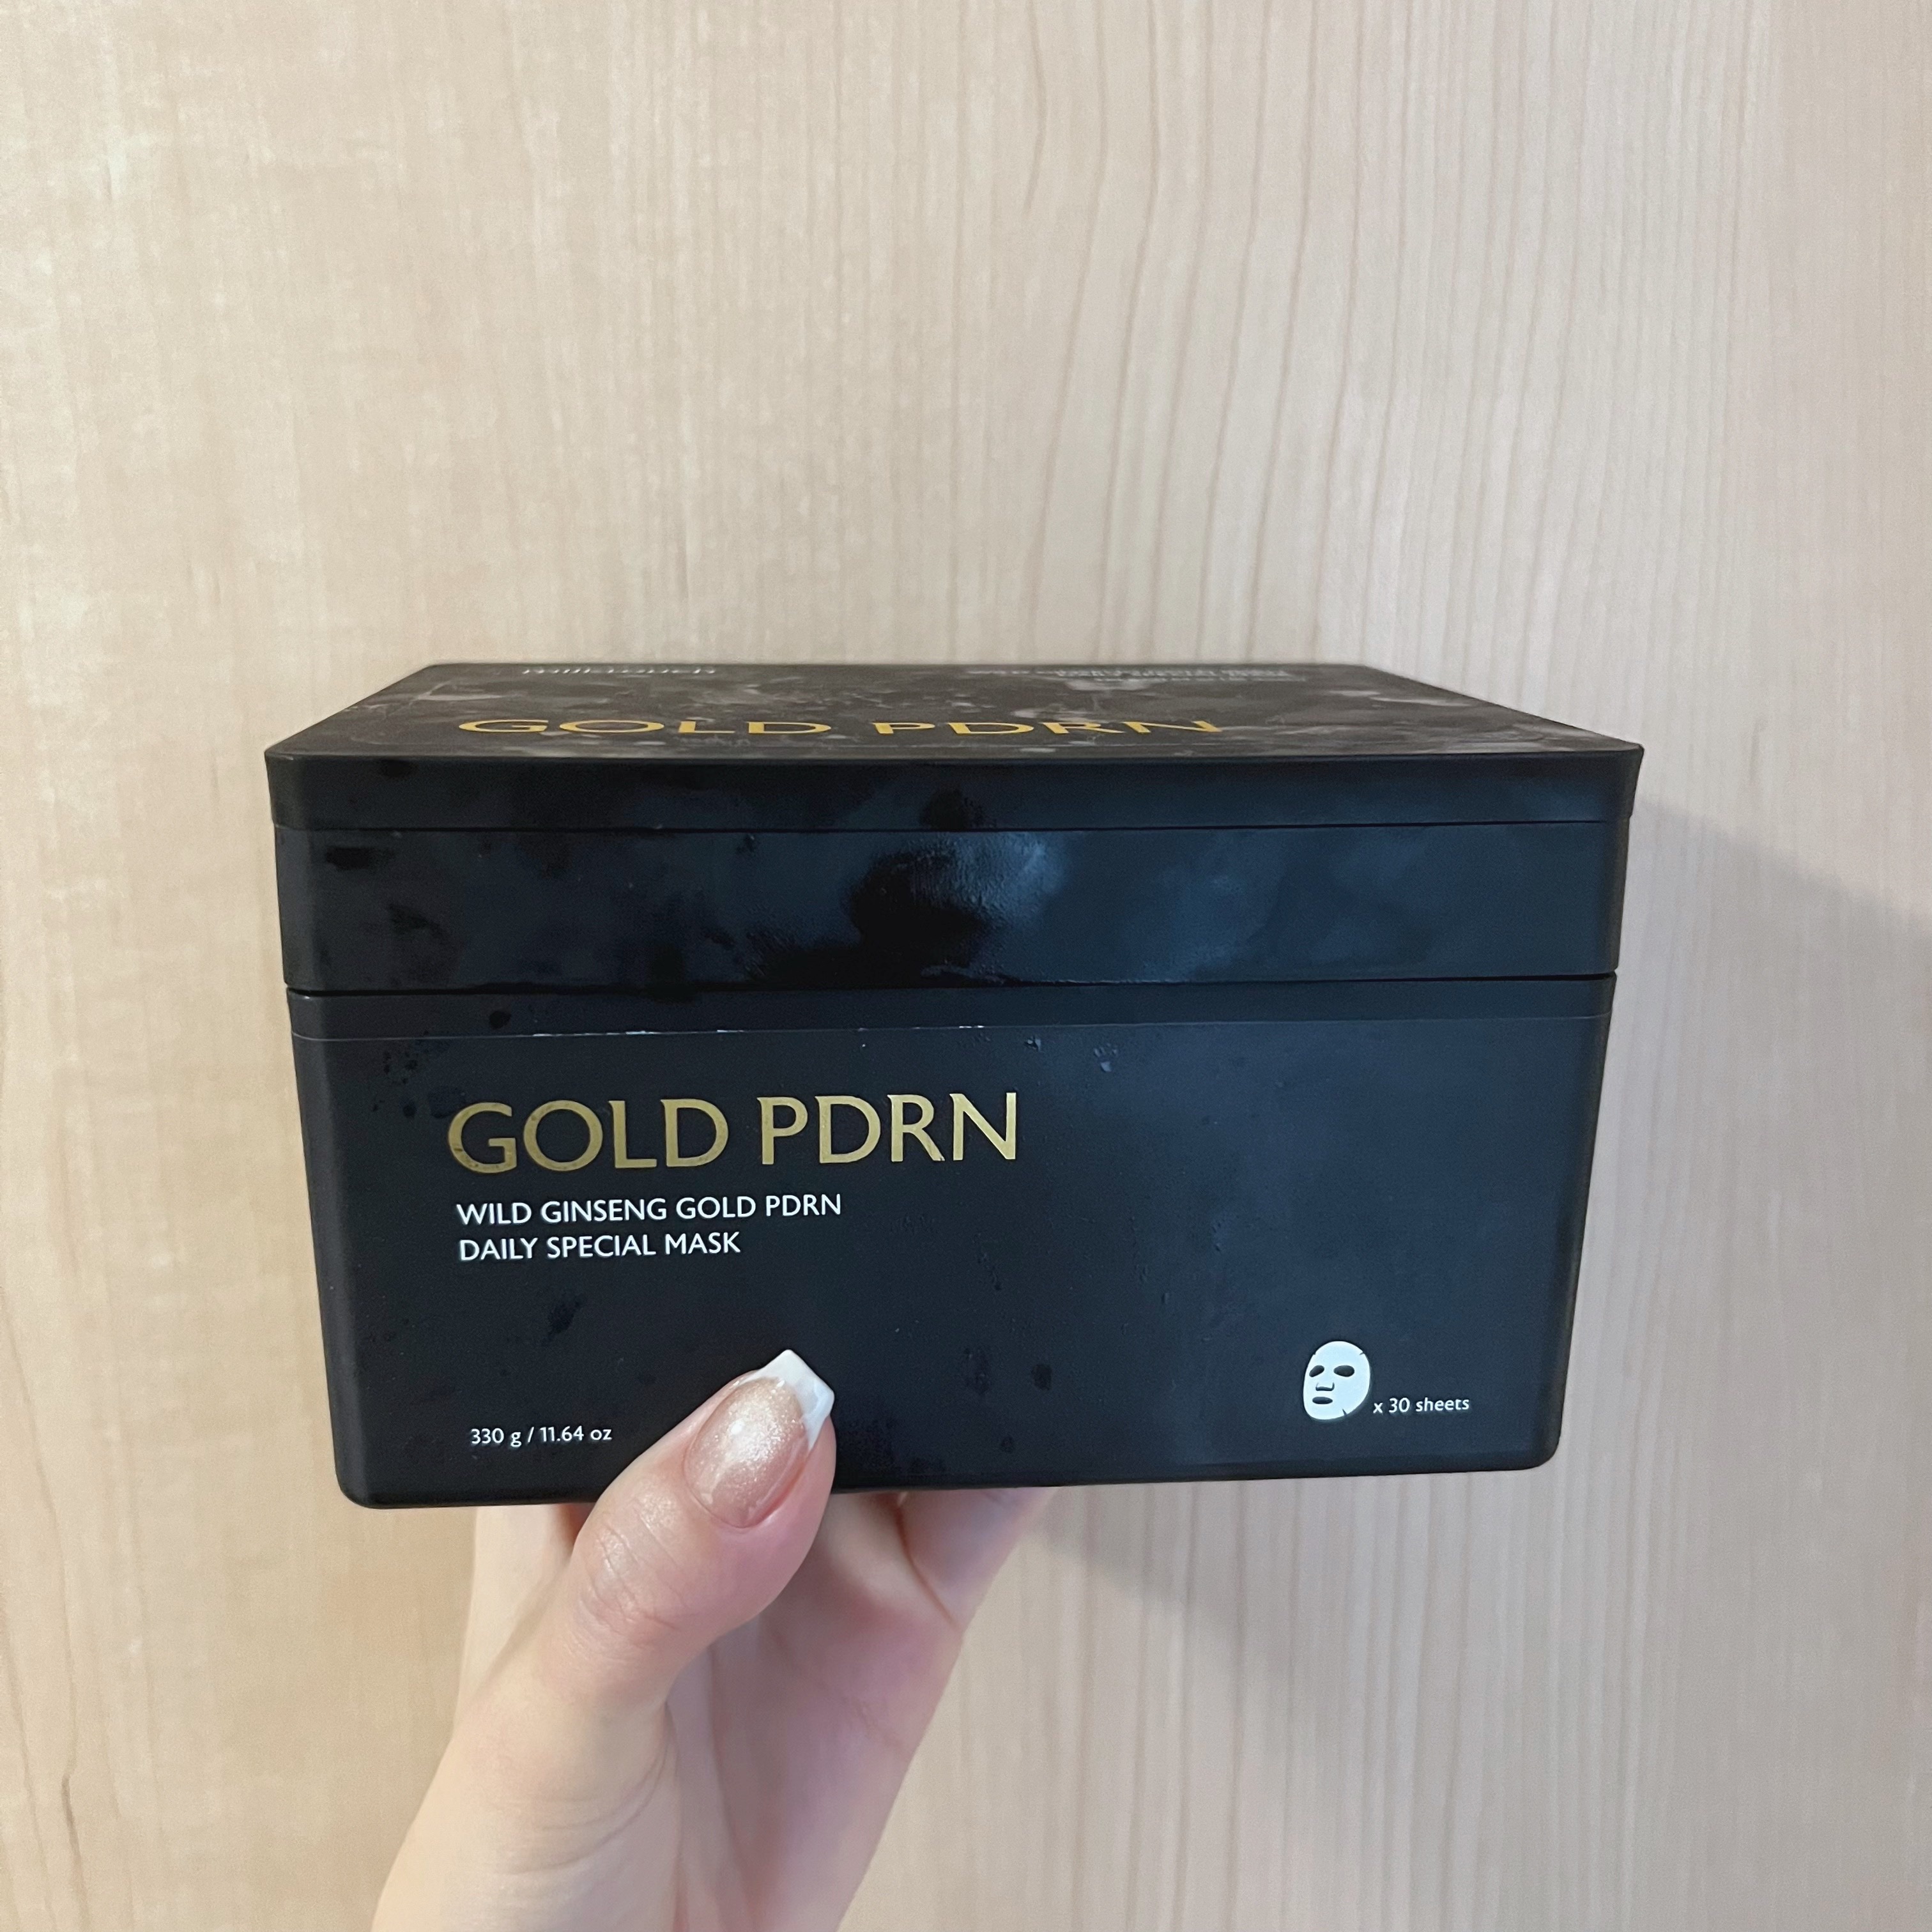 GOLD PDRN
GOLD PDRN
WILD GINSENG GOLD PDRN
DAILY SPECIAL MASK
330 g / 11.64 oz
x 30 sheets